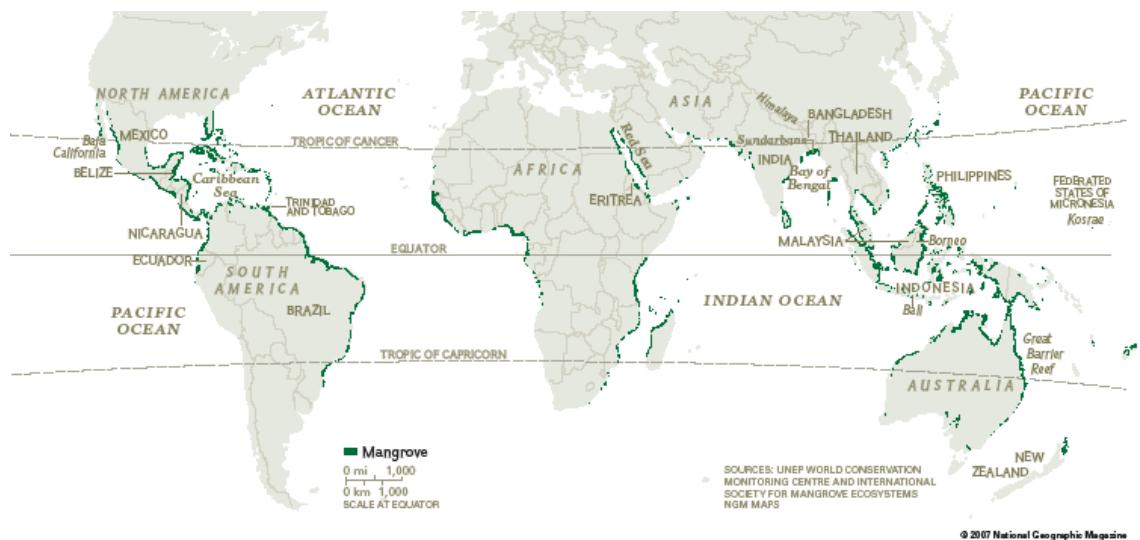 NORTH AMERICA
ATLANTIC
OCEAN
ASIA
Himalaya
BANGLADESH
PACIFIC
OCEAN
Baja
California
MEXICO
TROPIC OF CANCER
Red Sea
Sundarbans
THAILAND
INDIA
BELIZE
Caribbean
Sea
AFRICA
Bay of
Bengal
PHILIPPINES
FEDERATED
STATES OF
MICRONESIA
Kosrae
TRINIDAD
AND TOBAGO
ERITREA
NICARAGUA
EQUATOR
MALAYSIA
Borneo
ECUADOR
SOUTH
AMERICA
INDONESIA
Bali
PACIFIC
OCEAN
BRAZIL
INDIAN OCEAN
TROPIC OF CAPRICORN
Great
Barrier
Reef
AUSTRALIA
Mangrove
0 mi 1,000
0 km 1,000
SCALE AT EQUATOR
SOURCES: UNEP WORLD CONSERVATION
MONITORING CENTRE AND INTERNATIONAL
SOCIETY FOR MANGROVE ECOSYSTEMS
NGM MAPS
NEW
ZEALAND
© 2007 National Geographic Magazine